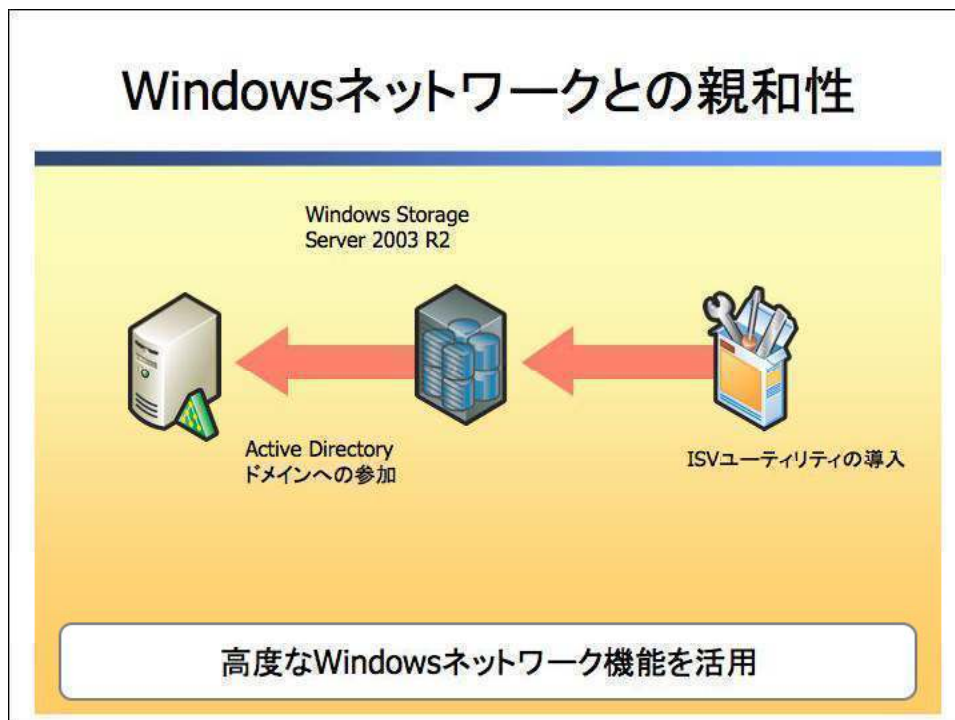 Windowsネットワークとの親和性
Windows Storage
Server 2003 R2
Active Directory
ドメインへの参加
ISVユーティリティの導入
高度なWindowsネットワーク機能を活用